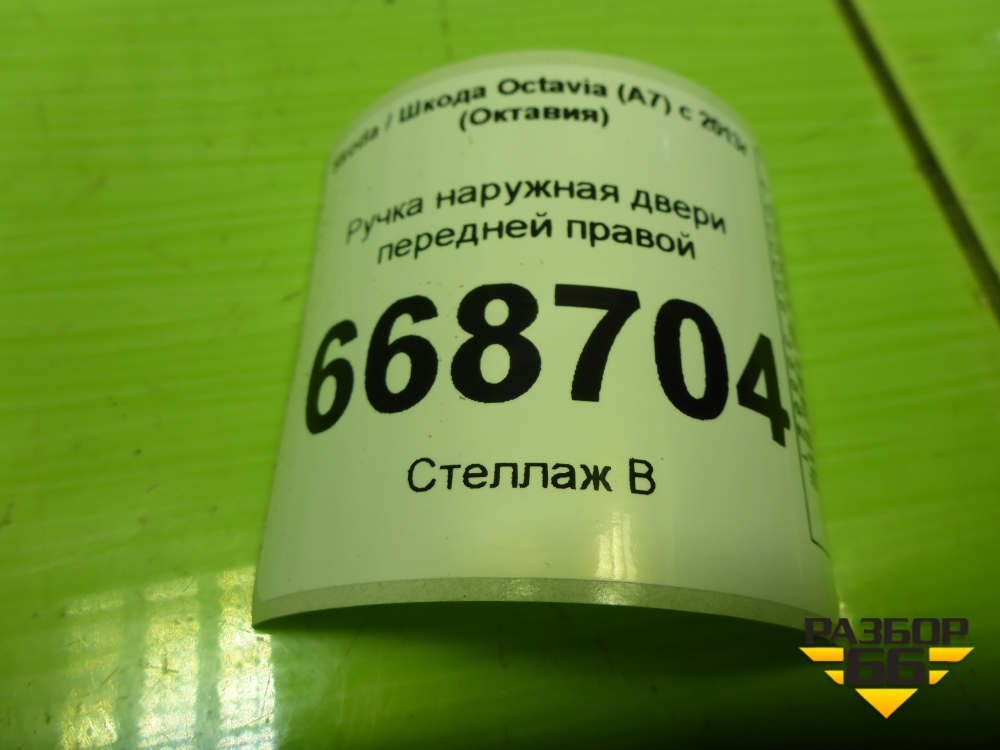 / Шкода Octavia (A7) с 2013г
(Октавия)
Ручка наружная двери
передней правой
668704
Стеллаж В
РАЗБОР
66